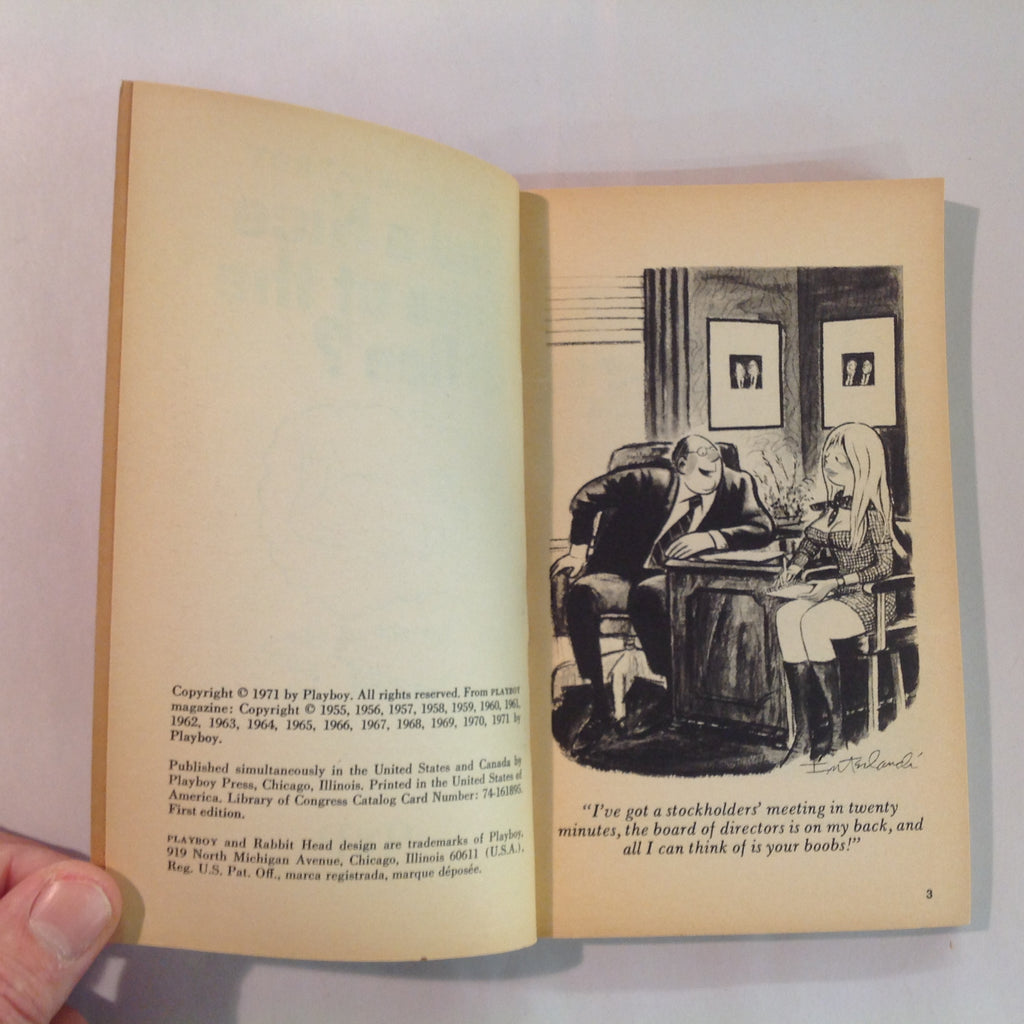 Copyright © 1971 by Playboy. All rights reserved. From PLAYBOY
magazine: Copyright © 1955, 1956, 1957, 1958, 1959, 1960, 1961,
1962, 1963, 1964, 1965, 1966, 1967, 1968, 1969, 1970, 1971 by
Playboy.
Published simultaneously in the United States and Canada by
Playboy Press, Chicago, Illinois. Printed in the United States of
America. Library of Congress Catalog Card Number: 74-161895.
First edition.
PLAYBOY and Rabbit Head design are trademarks of Playboy,
919 North Michigan Avenue, Chicago, Illinois 60611 (U.S.A.),
Reg. U.S. Pat. Off., marca registrada, marque déposée.
"I've got a stockholders' meeting in twenty
minutes, the board of directors is on my back, and
all I can think of is your boobs!"
3